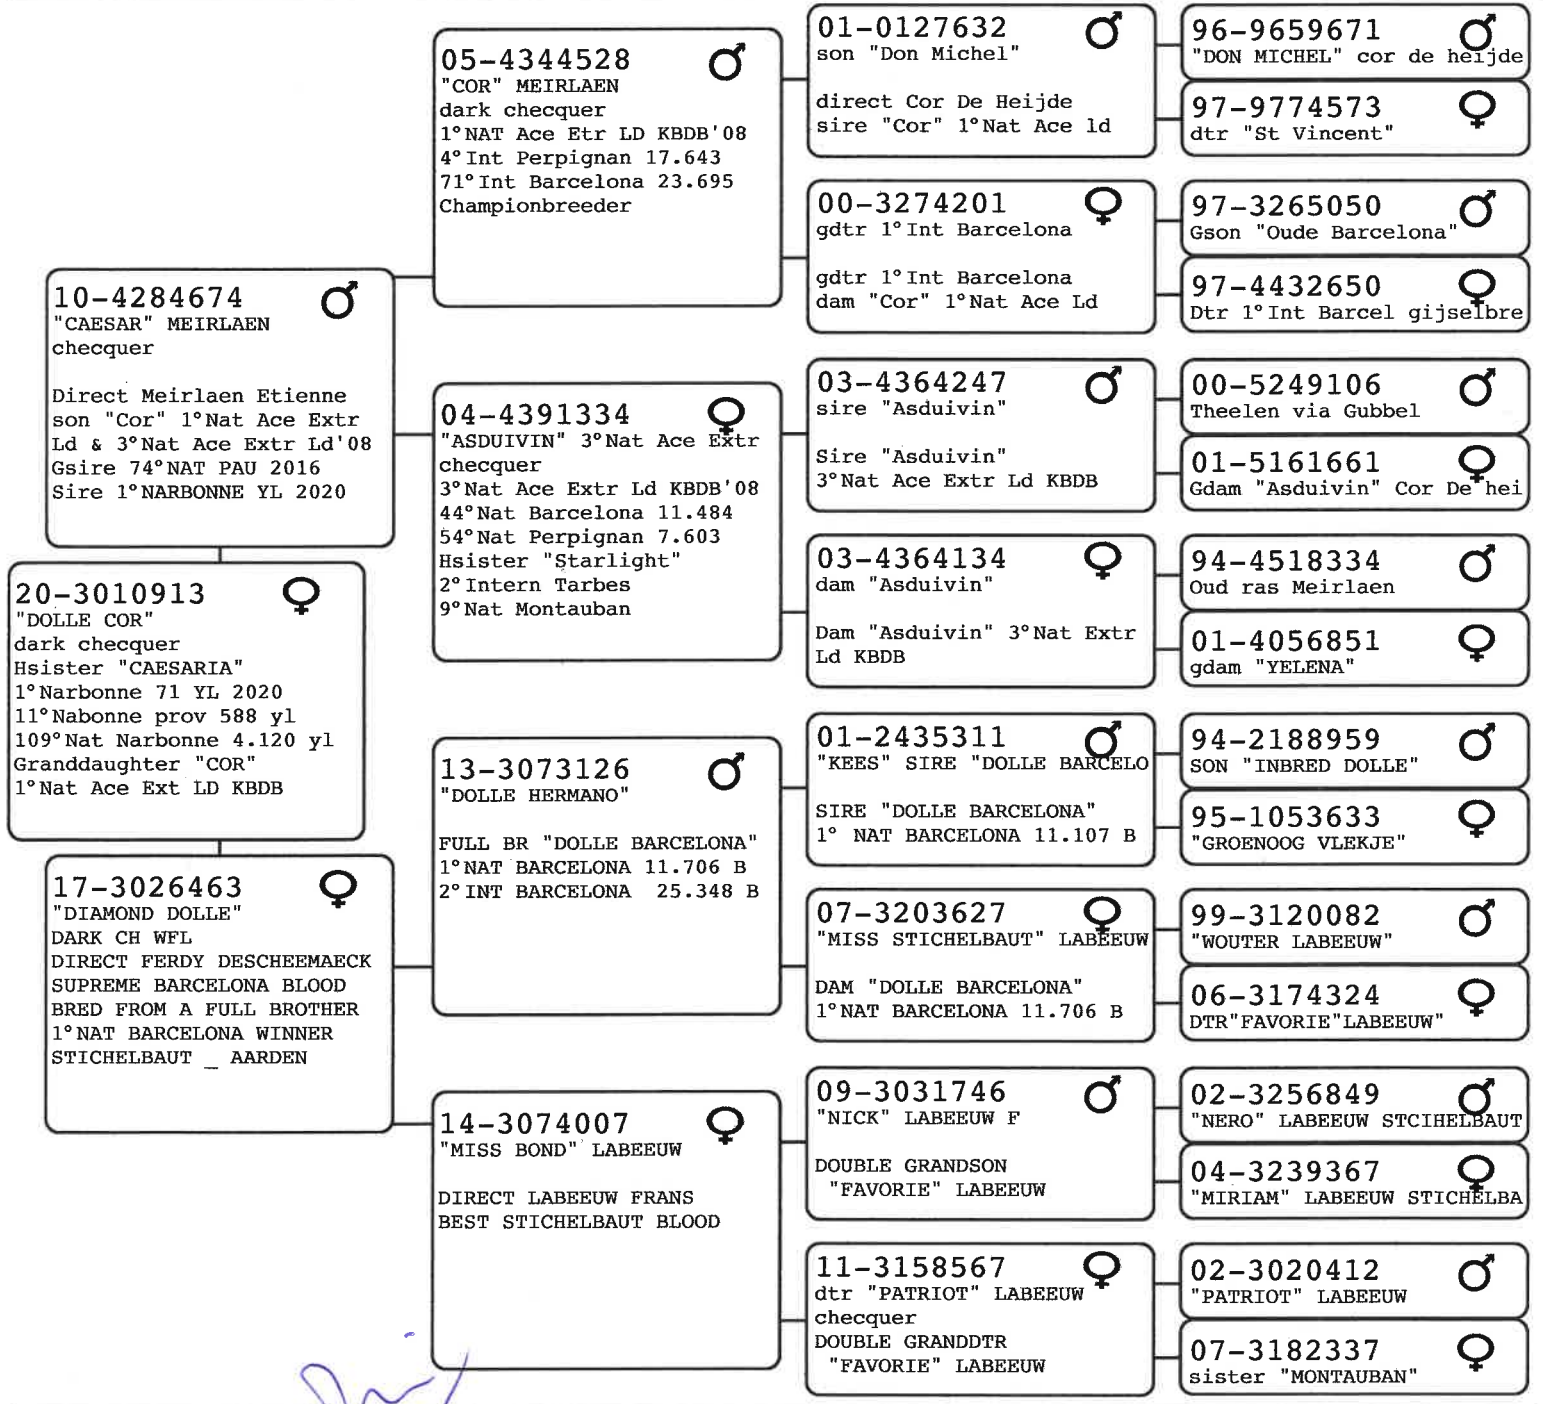 20-3010913
"DOLLE COR"
dark checquer
Hsister "CAESARIA"
1°Narbonne 71 YL 2020
11°Nabonne prov 588 yl
109°Nat Narbonne 4.120 yl
Granddaughter "COR"
1°Nat Ace Ext LD KBDB
10-4284674
"CAESAR" MEIRLAEN
checquer
Direct Meirlaen Etienne
son "Cor" 1°Nat Ace Extr
Ld & 3°Nat Ace Extr Ld'08
Gsire 74°NAT PAU 2016
Sire 1°NARBONNE YL 2020
17-3026463
"DIAMOND DOLLE"
DARK CH WFL
DIRECT FERDY DESCHEEMAECK
SUPREME BARCELONA BLOOD
BRED FROM A FULL BROTHER
1°NAT BARCELONA WINNER
STICHELBAUT _ AARDEN
05-4344528
"COR" MEIRLAEN
dark checquer
1°NAT Ace Etr LD KBDB'08
4°Int Perpignan 17.643
71°Int Barcelona 23.695
Championbreeder
04-4391334
"ASDUIVIN" 3°Nat Ace Extr
checquer
3°Nat Ace Extr Ld KBDB'08
44°Nat Barcelona 11.484
54°Nat Perpignan 7.603
Hsister "Starlight"
2°Intern Tarbes
9°Nat Montauban
13-3073126
"DOLLE HERMANO"
FULL BR "DOLLE BARCELONA"
1°NAT BARCELONA 11.706 B
2°INT BARCELONA 25.348 B
14-3074007
"MISS BOND" LABEEUW
DIRECT LABEEUW FRANS
BEST STICHELBAUT BLOOD
01-0127632
son "Don Michel"
direct Cor De Heijde
sire "Cor" 1°Nat Ace ld
00-3274201
gdtr 1°Int Barcelona
gdtr 1°Int Barcelona
dam "Cor" 1°Nat Ace Ld
03-4364247
sire "Asduivin"
Sire "Asduivin"
3°Nat Ace Extr Ld KBDB
03-4364134
dam "Asduivin"
Dam "Asduivin" 3°Nat Extr
Ld KBDB
01-2435311
"KEES" SIRE "DOLLE BARCELO
SIRE "DOLLE BARCELONA"
1° NAT BARCELONA 11.107 B
07-3203627
"MISS STICHELBAUT" LABEEUW
DAM "DOLLE BARCELONA"
1°NAT BARCELONA 11.706 B
09-3031746
"NICK" LABEEUW F
DOUBLE GRANDSON
"FAVORIE" LABEEUW
11-3158567
dtr "PATRIOT" LABEEUW
checquer
DOUBLE GRANDDTR
"FAVORIE" LABEEUW
96-9659671
"DON MICHEL" cor de heijde
97-9774573
dtr "St Vincent"
97-3265050
Gson "Oude Barcelona"
97-4432650
Dtr 1°Int Barcel gijselbre
00-5249106
Theelen via Gubbel
01-5161661
Gdam "Asduivin" Cor De hei
94-4518334
Oud ras Meirlaen
01-4056851
gdam "YELENA"
94-2188959
SON "INBRED DOLLE"
95-1053633
"GROENOOG VLEKJE"
99-3120082
"WOUTER LABEEUW"
06-3174324
DTR"FAVORIE"LABEEUW"
02-3256849
"NERO" LABEEUW STCIHELBAUT
04-3239367
"MIRIAM" LABEEUW STICHELBA
02-3020412
"PATRIOT" LABEEUW
07-3182337
sister "MONTAUBAN"